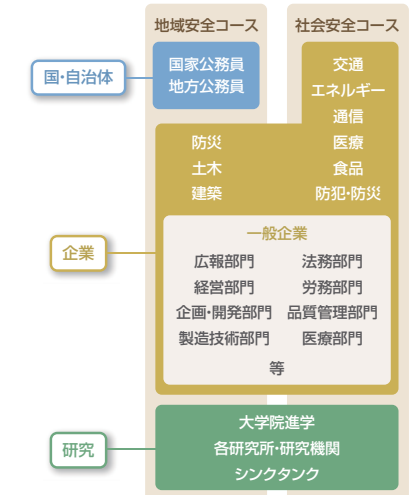 地域安全コース
社会安全コース
国・自治体
国家公務員
地方公務員
交通
エネルギー
通信
医療
食品
防犯・防災
防災
土木
建築
企業
一般企業
広報部門
法務部門
経営部門
労務部門
企画・開発部門
品質管理部門
製造技術部門
医療部門
等
研究
大学院進学
各研究所・研究機関
シンクタンク